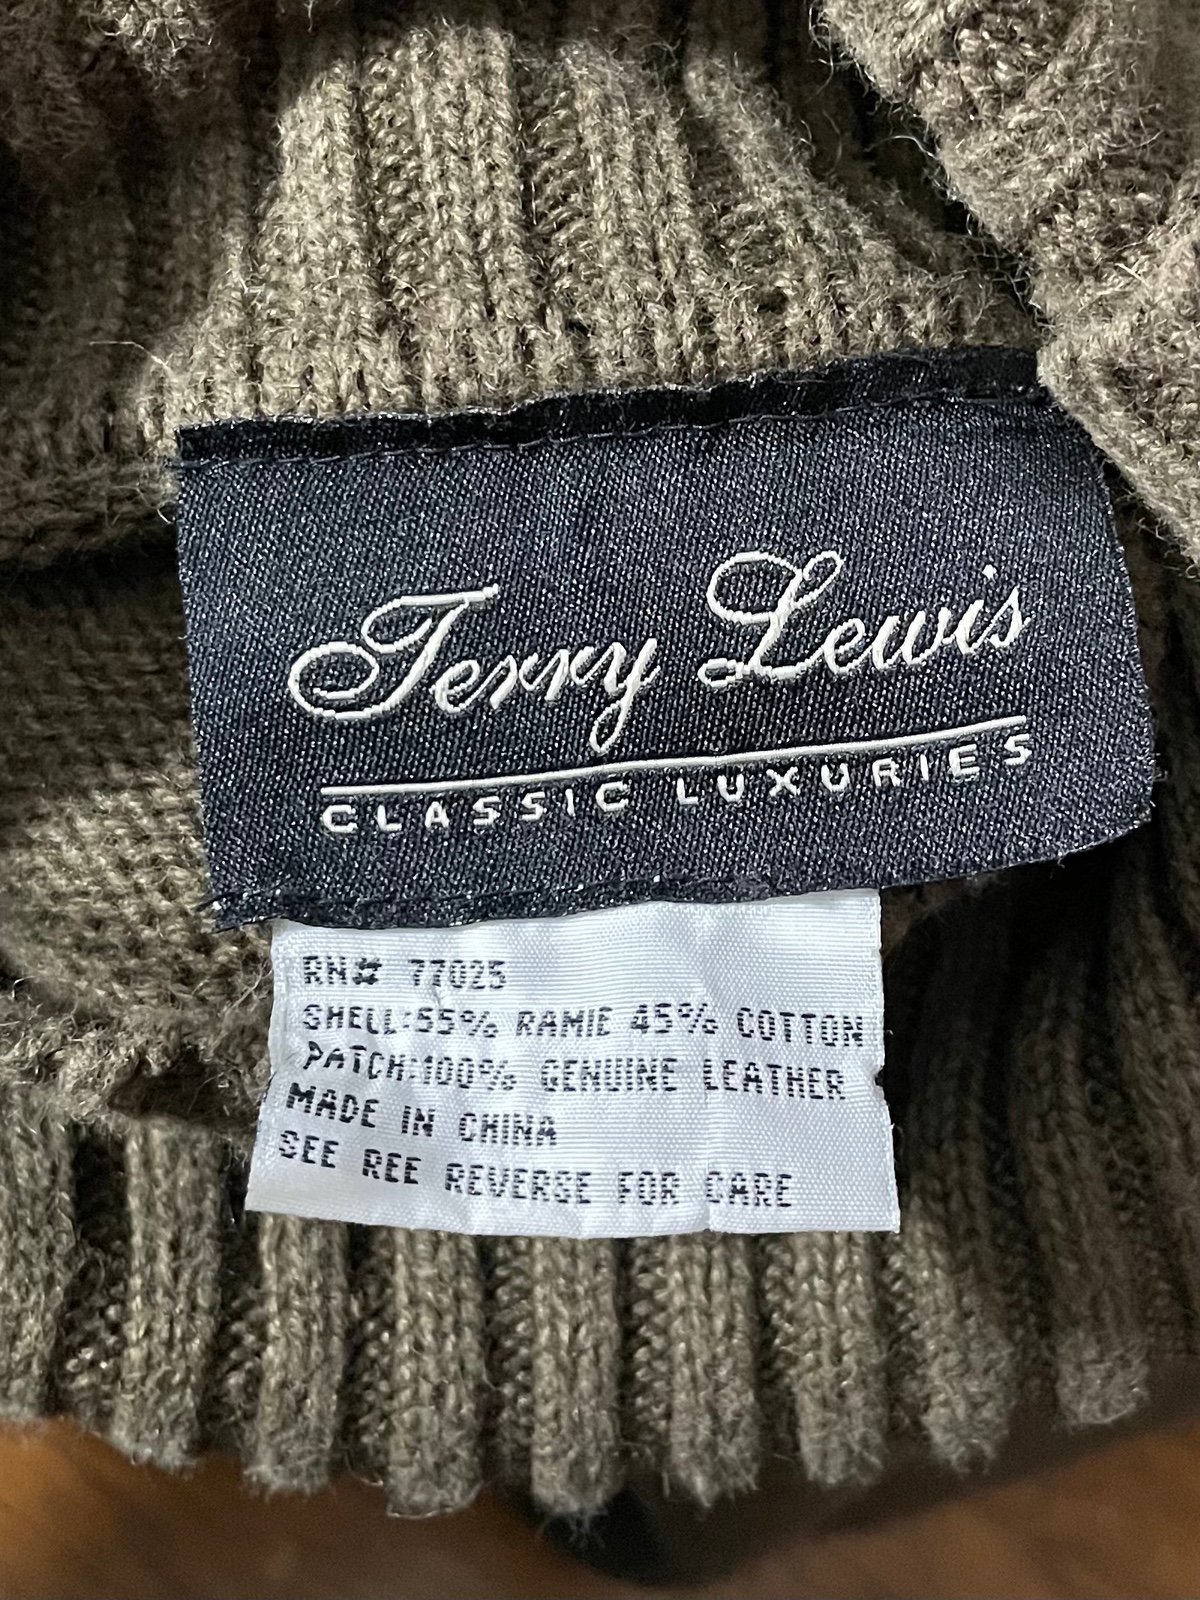 Terry Lewis
CLASSIC LUXURIES
RN# 77025
SHELL:55% RAMIE 45% COTTON
PATCH:100% GENUINE LEATHER
MADE IN CHINA
SEE REE REVERSE FOR CARE